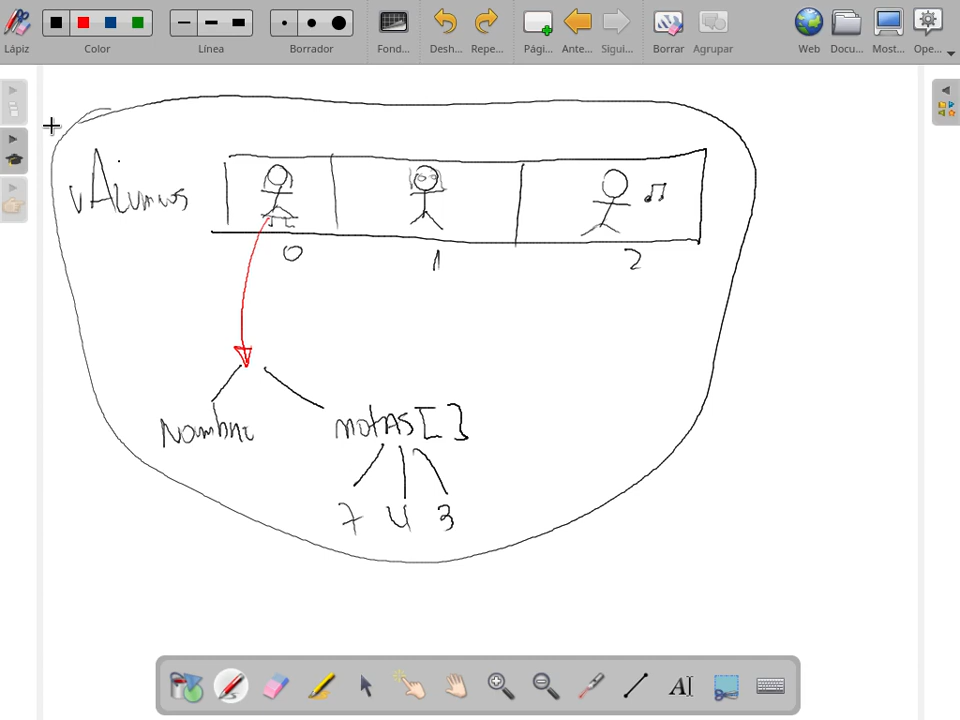 Lápiz Color Línea Borrador Fond... Desh... Repe... Pági... Ante... Sigui... Borrar Agrupar Web Docu... Most... Ope...
vAlumnos
0 1 2
Nombre notas[]
7 4 3